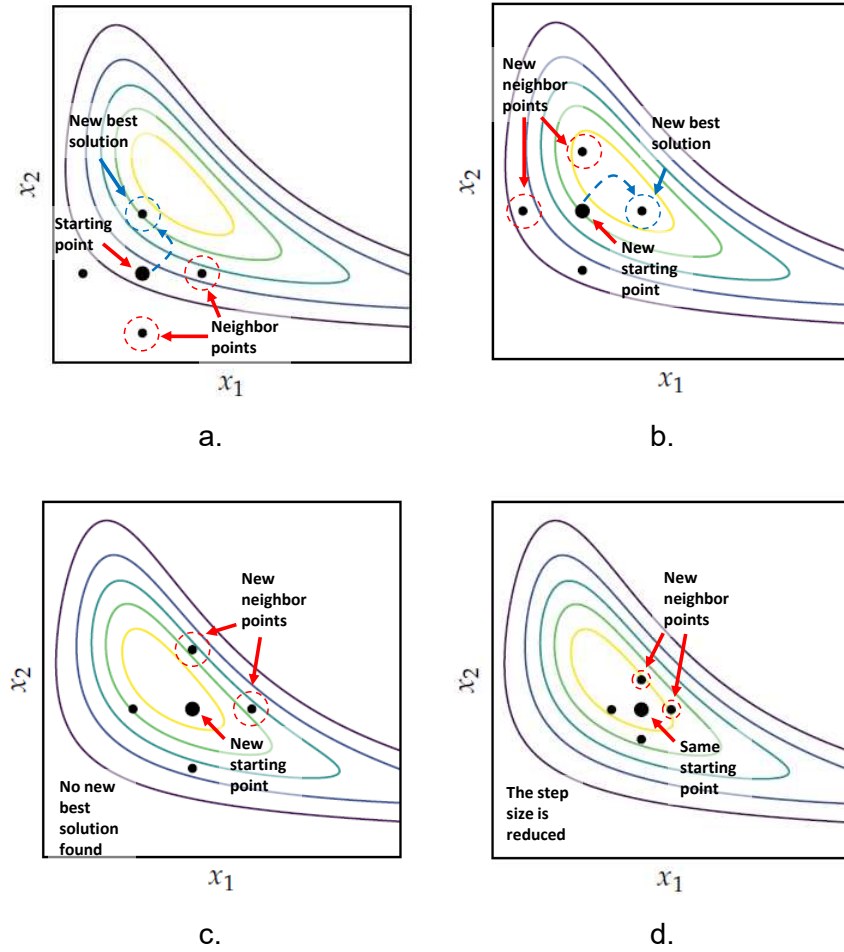 New best
solution
x₂
Starting
point
Neighbor
points
x₁
a.
New
neighbor
points
New best
solution
x₂
New
starting
point
x₁
b.
New
neighbor
points
x₂
New
starting
point
No new
best
solution
found
x₁
c.
New
neighbor
points
x₂
Same
starting
point
The step
size is
reduced
x₁
d.